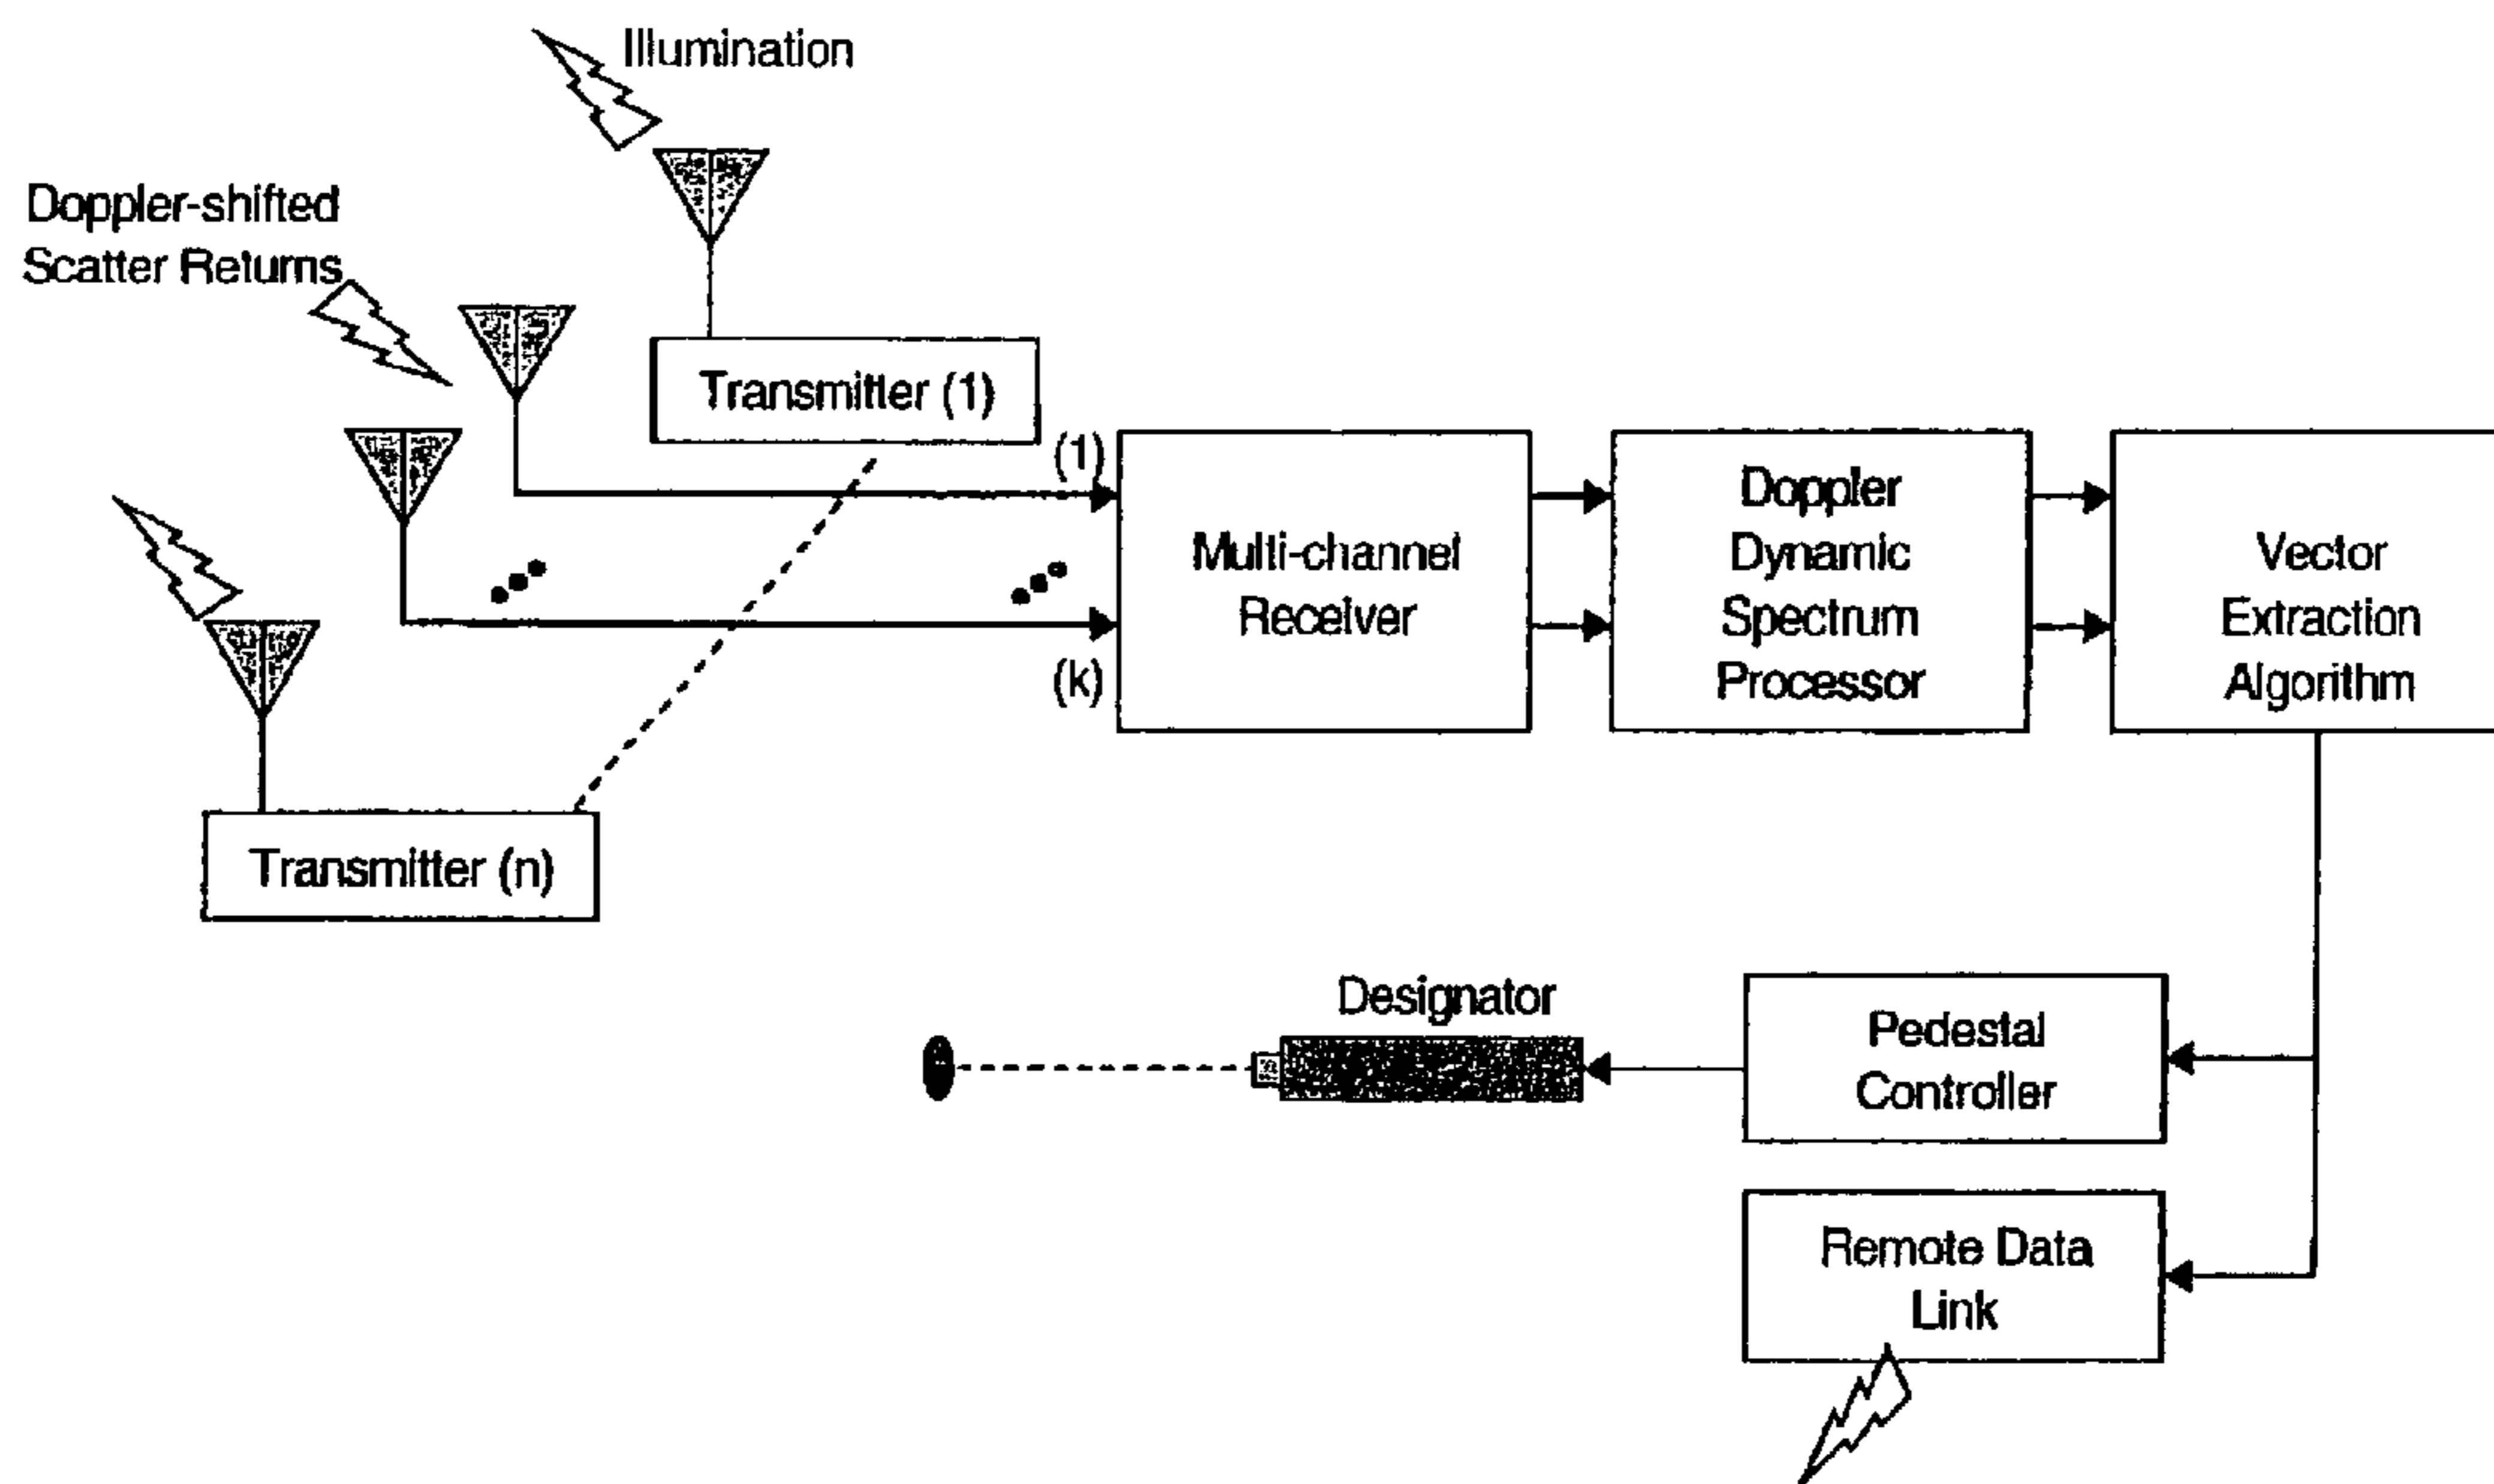 Illumination
Doppler-shifted
Scatter Returns
Transmitter (1)
(1)
Multi-channel
Receiver
(k)
Doppler
Dynamic
Spectrum
Processor
Vector
Extraction
Algorithm
Transmitter (n)
Designator
Pedestal
Controller
Remote Data
Link